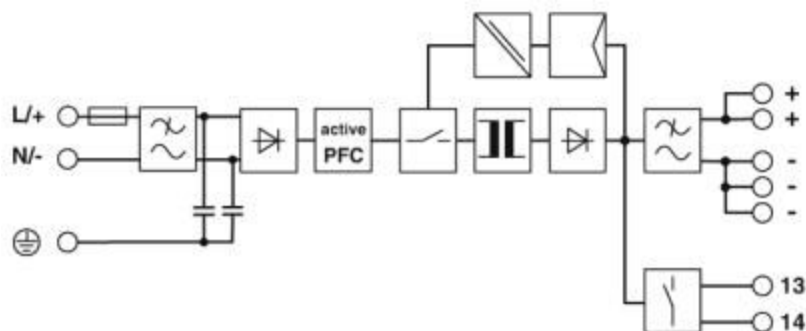 L/+
N/-
active
PFC
+
+
-
-
-
13
14